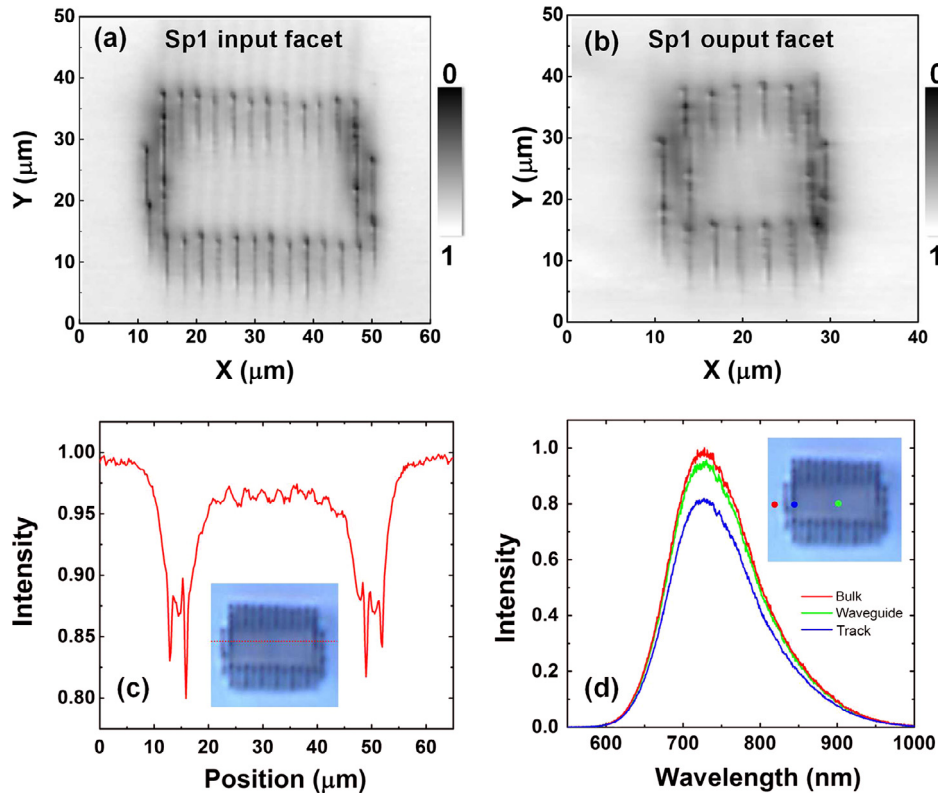 (a) Sp1 input facet
50
40
30
20
10
0
Y (μm)
0 10 20 30 40 50 60
X (μm)
0
1
(b) Sp1 ouput facet
50
40
30
20
10
0
Y (μm)
0 10 20 30 40
X (μm)
0
1
1.00
0.95
0.90
0.85
0.80
Intensity
(c)
0 10 20 30 40 50 60
Position (μm)
1.0
0.8
0.6
0.4
0.2
0.0
Intensity
Bulk
Waveguide
Track
(d)
600 700 800 900 1000
Wavelength (nm)